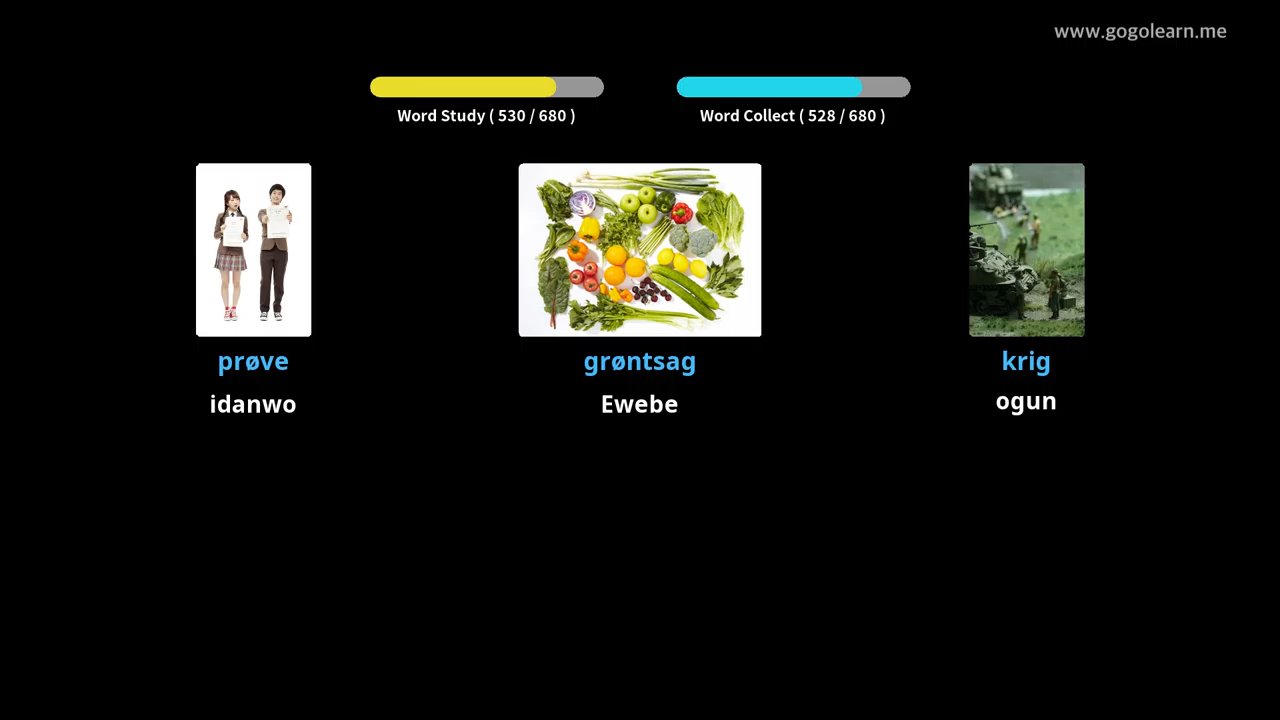 www.gogolearn.me
Word Study ( 530 / 680 )
Word Collect ( 528 / 680 )
prøve
grøntsag
krig
idanwo
Ewebe
ogun